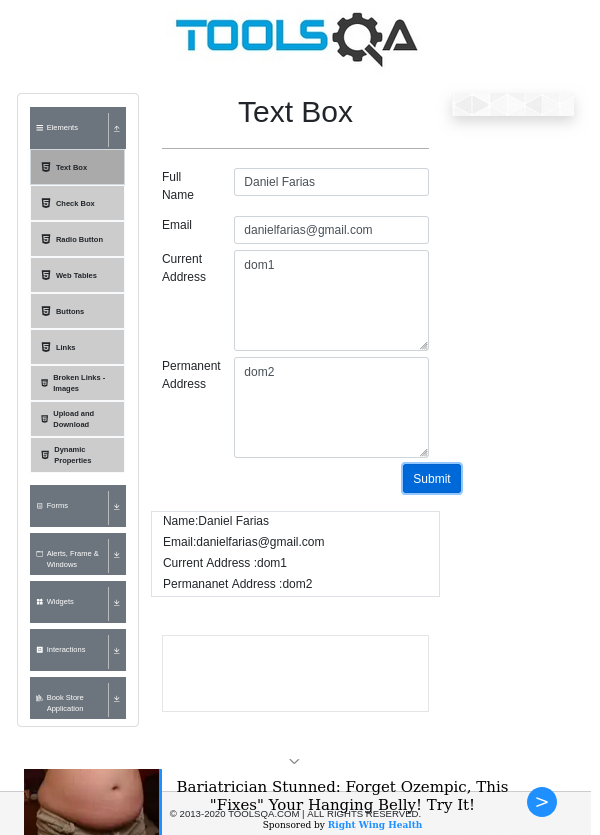 TOOLSQA
Elements
Text Box
Check Box
Radio Button
Web Tables
Buttons
Links
Broken Links -
Images
Upload and
Download
Dynamic
Properties
Forms
Alerts, Frame &
Windows
Widgets
Interactions
Book Store
Application
Text Box
Full
Name
Daniel Farias
Email
danielfarias@gmail.com
Current
Address
dom1
Permanent
Address
dom2
Submit
Name:Daniel Farias
Email:danielfarias@gmail.com
Current Address :dom1
Permananet Address :dom2
Bariatrician Stunned: Forget Ozempic, This
"Fixes" Your Hanging Belly! Try It!
© 2013-2020 TOOLSQA.COM | ALL RIGHTS RESERVED.
Sponsored by Right Wing Health